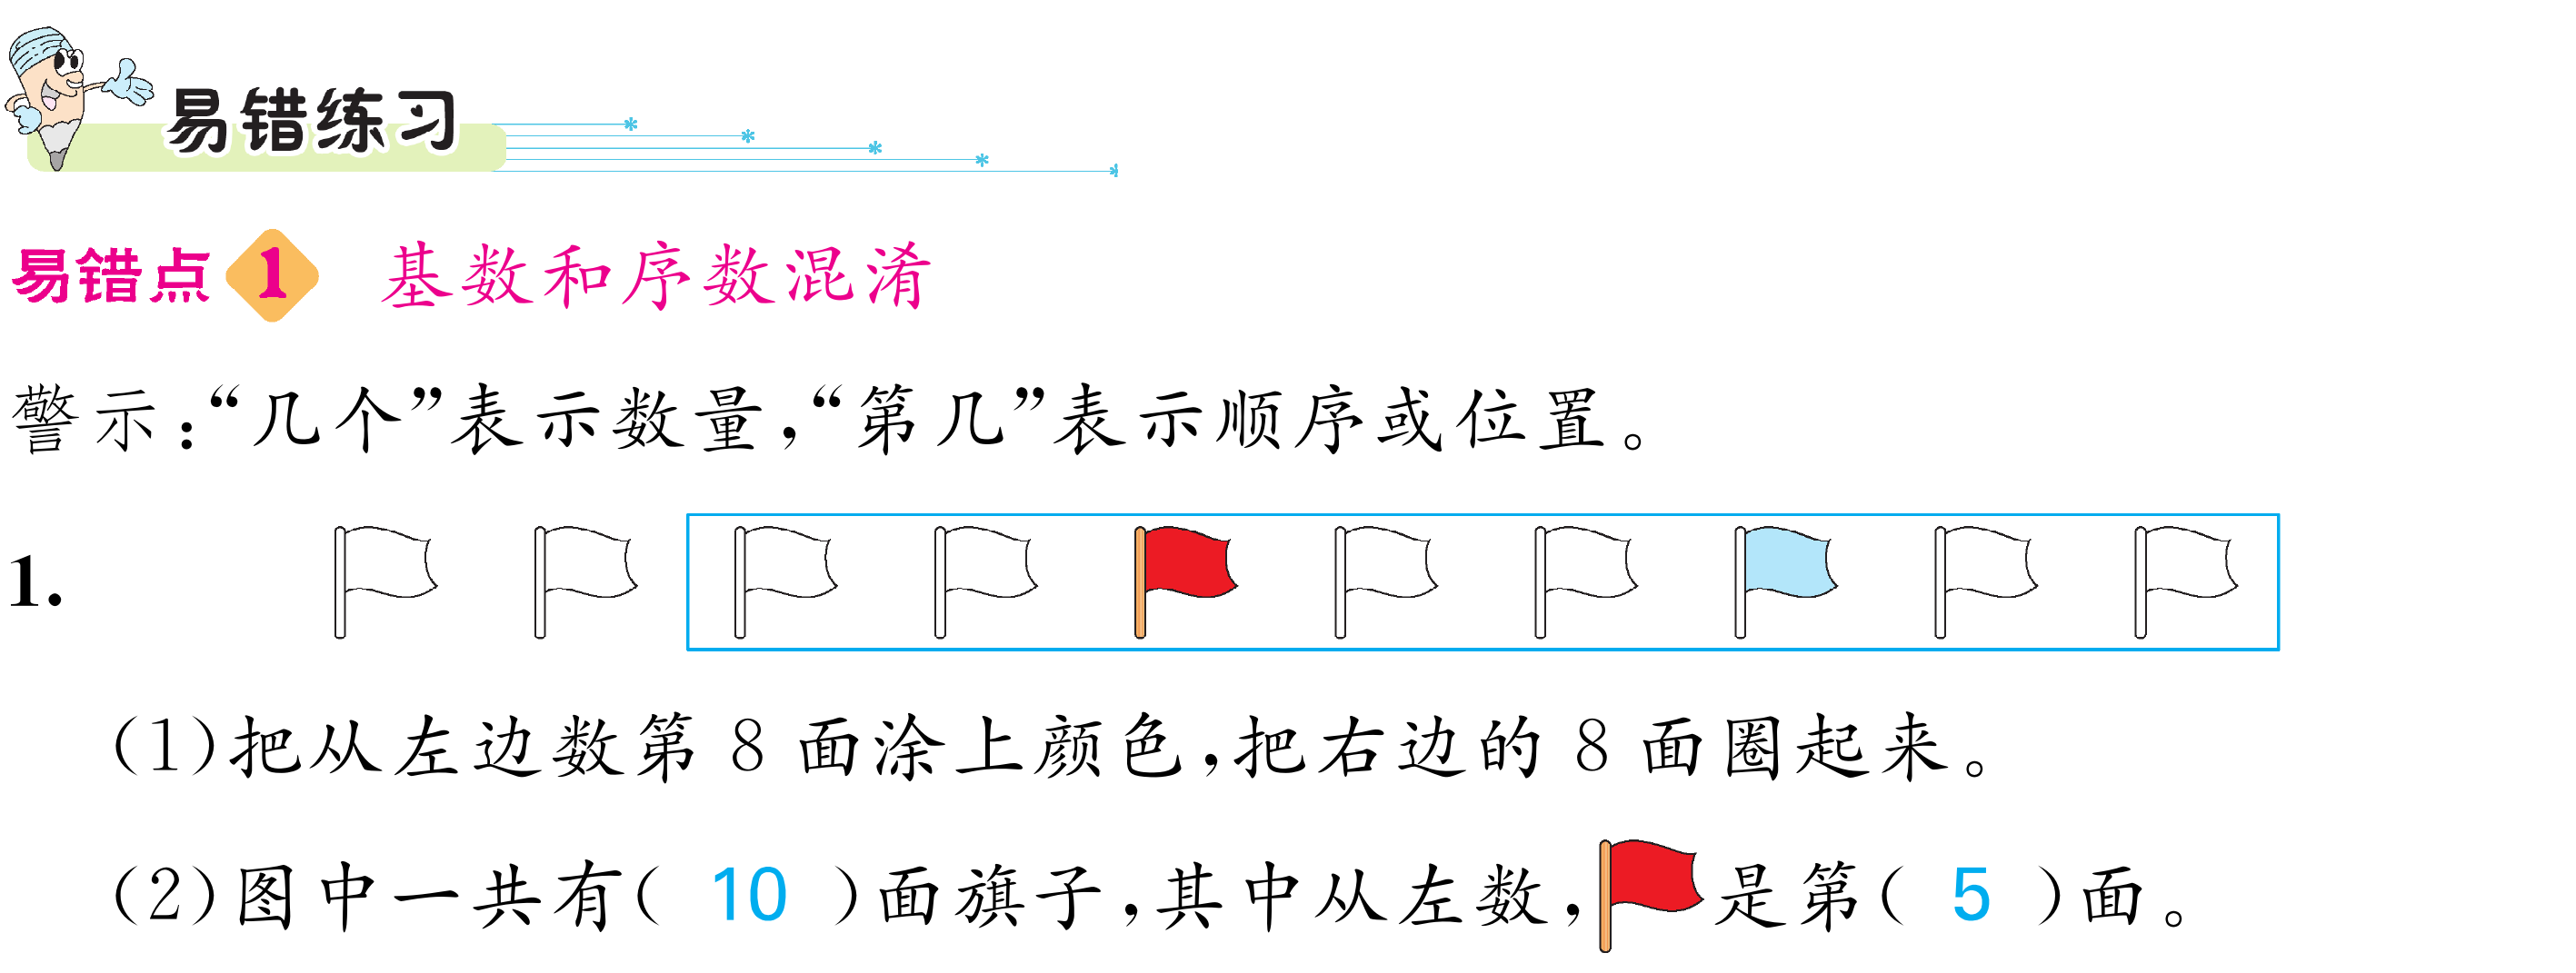 易错练习
易错点1 基数和序数混淆
警示:“几个”表示数量,“第几”表示顺序或位置。
1.
(1)把从左边数第8面涂上颜色,把右边的8面圈起来。
(2)图中一共有( 10 )面旗子,其中从左数,是第( 5 )面。